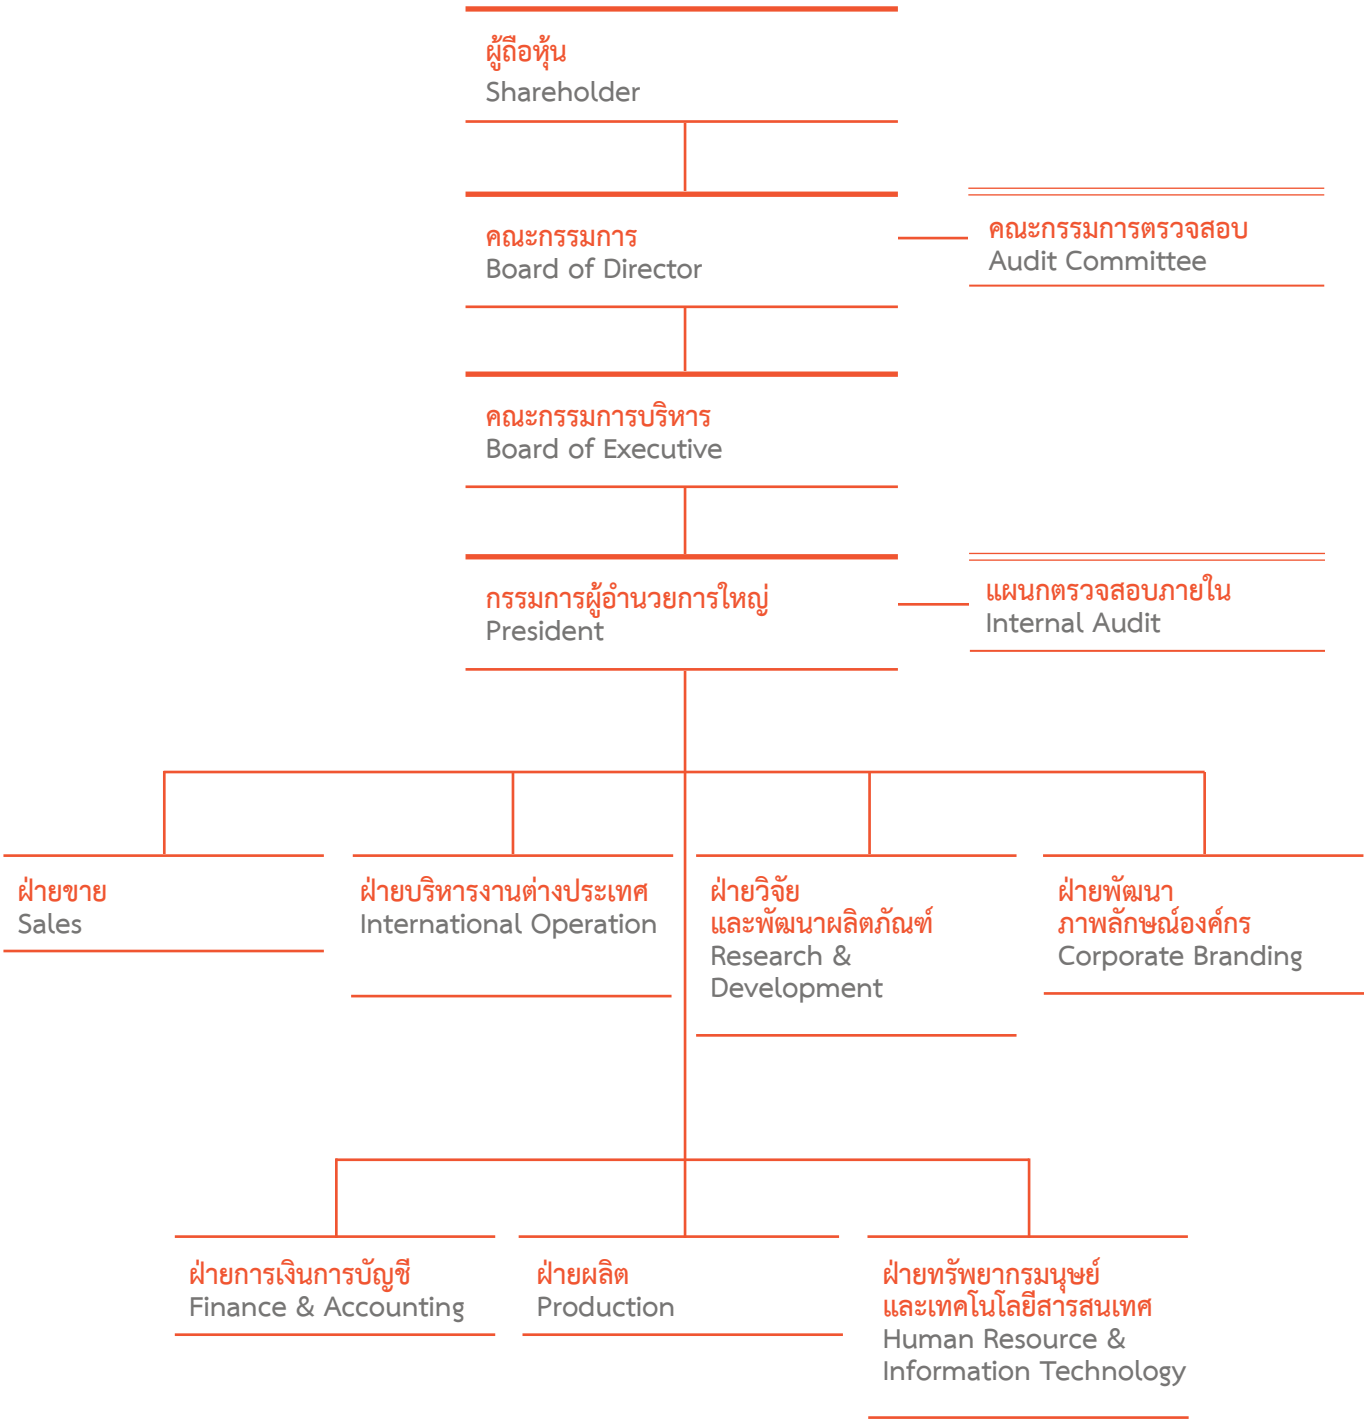 ผู้ถือหุ้น
Shareholder
คณะกรรมการ
Board of Director
คณะกรรมการตรวจสอบ
Audit Committee
คณะกรรมการบริหาร
Board of Executive
กรรมการผู้อำนวยการใหญ่
President
แผนกตรวจสอบภายใน
Internal Audit
ฝ่ายขาย
Sales
ฝ่ายบริหารงานต่างประเทศ
International Operation
ฝ่ายวิจัย
และพัฒนาผลิตภัณฑ์
Research &
Development
ฝ่ายพัฒนา
ภาพลักษณ์องค์กร
Corporate Branding
ฝ่ายการเงินการบัญชี
Finance & Accounting
ฝ่ายผลิต
Production
ฝ่ายทรัพยากรมนุษย์
และเทคโนโลยีสารสนเทศ
Human Resource &
Information Technology